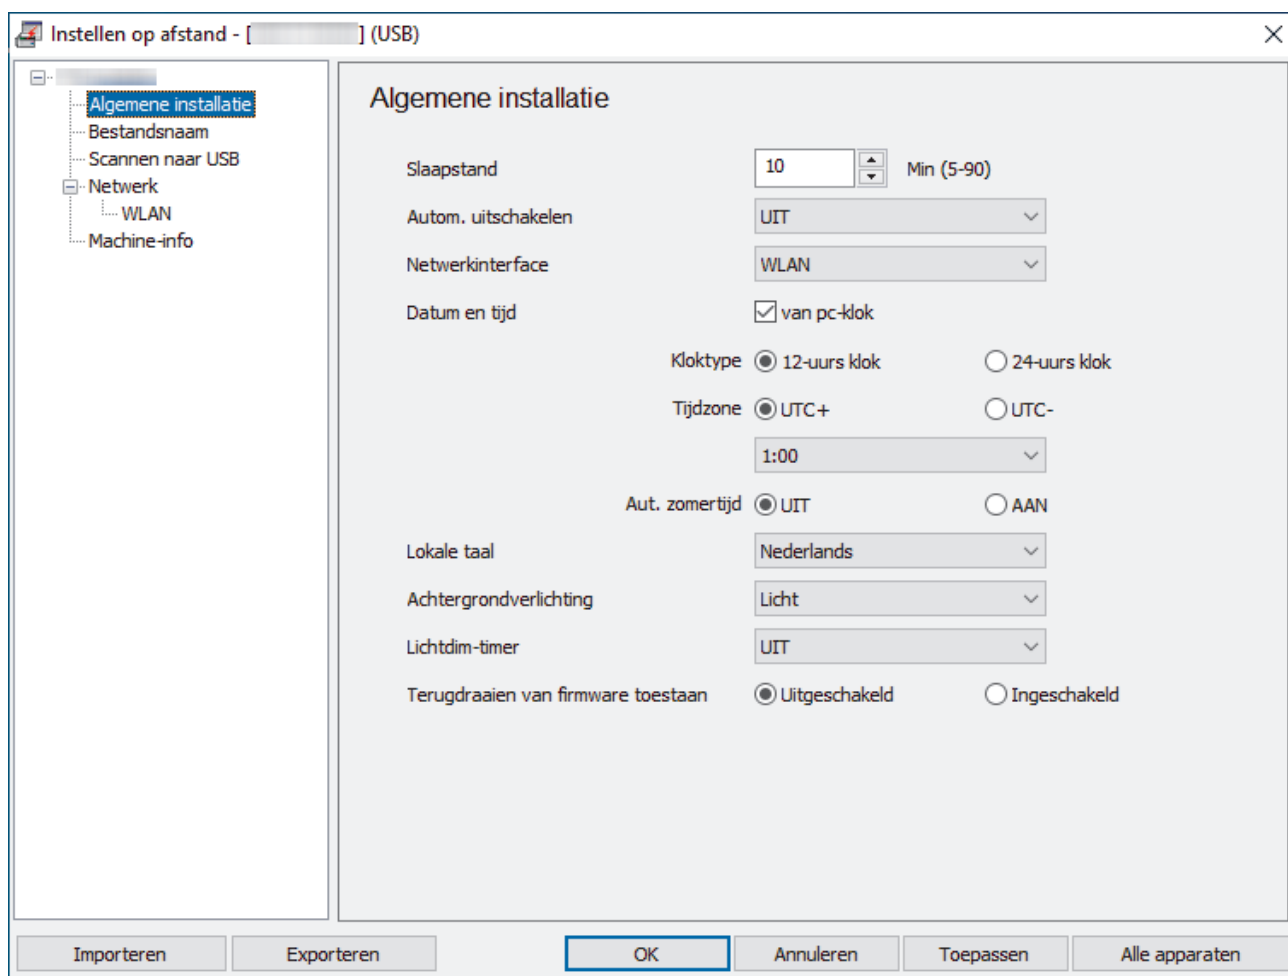 Instellen op afstand - [ ] (USB)
Algemene installatie
Bestandsnaam
Scannen naar USB
Netwerk
WLAN
Machine-info
Algemene installatie
Slaapstand 10 Min (5-90)
Autom. uitschakelen UIT
Netwerkinterface WLAN
Datum en tijd van pc-klok
Kloktype 12-uurs klok 24-uurs klok
Tijdzone UTC+ UTC-
1:00
Aut. zomertijd UIT AAN
Lokale taal Nederlands
Achtergrondverlichting Licht
Lichtdim-timer UIT
Terugdraaien van firmware toestaan Uitgeschakeld Ingeschakeld
Importeren Exporteren OK Annuleren Toepassen Alle apparaten